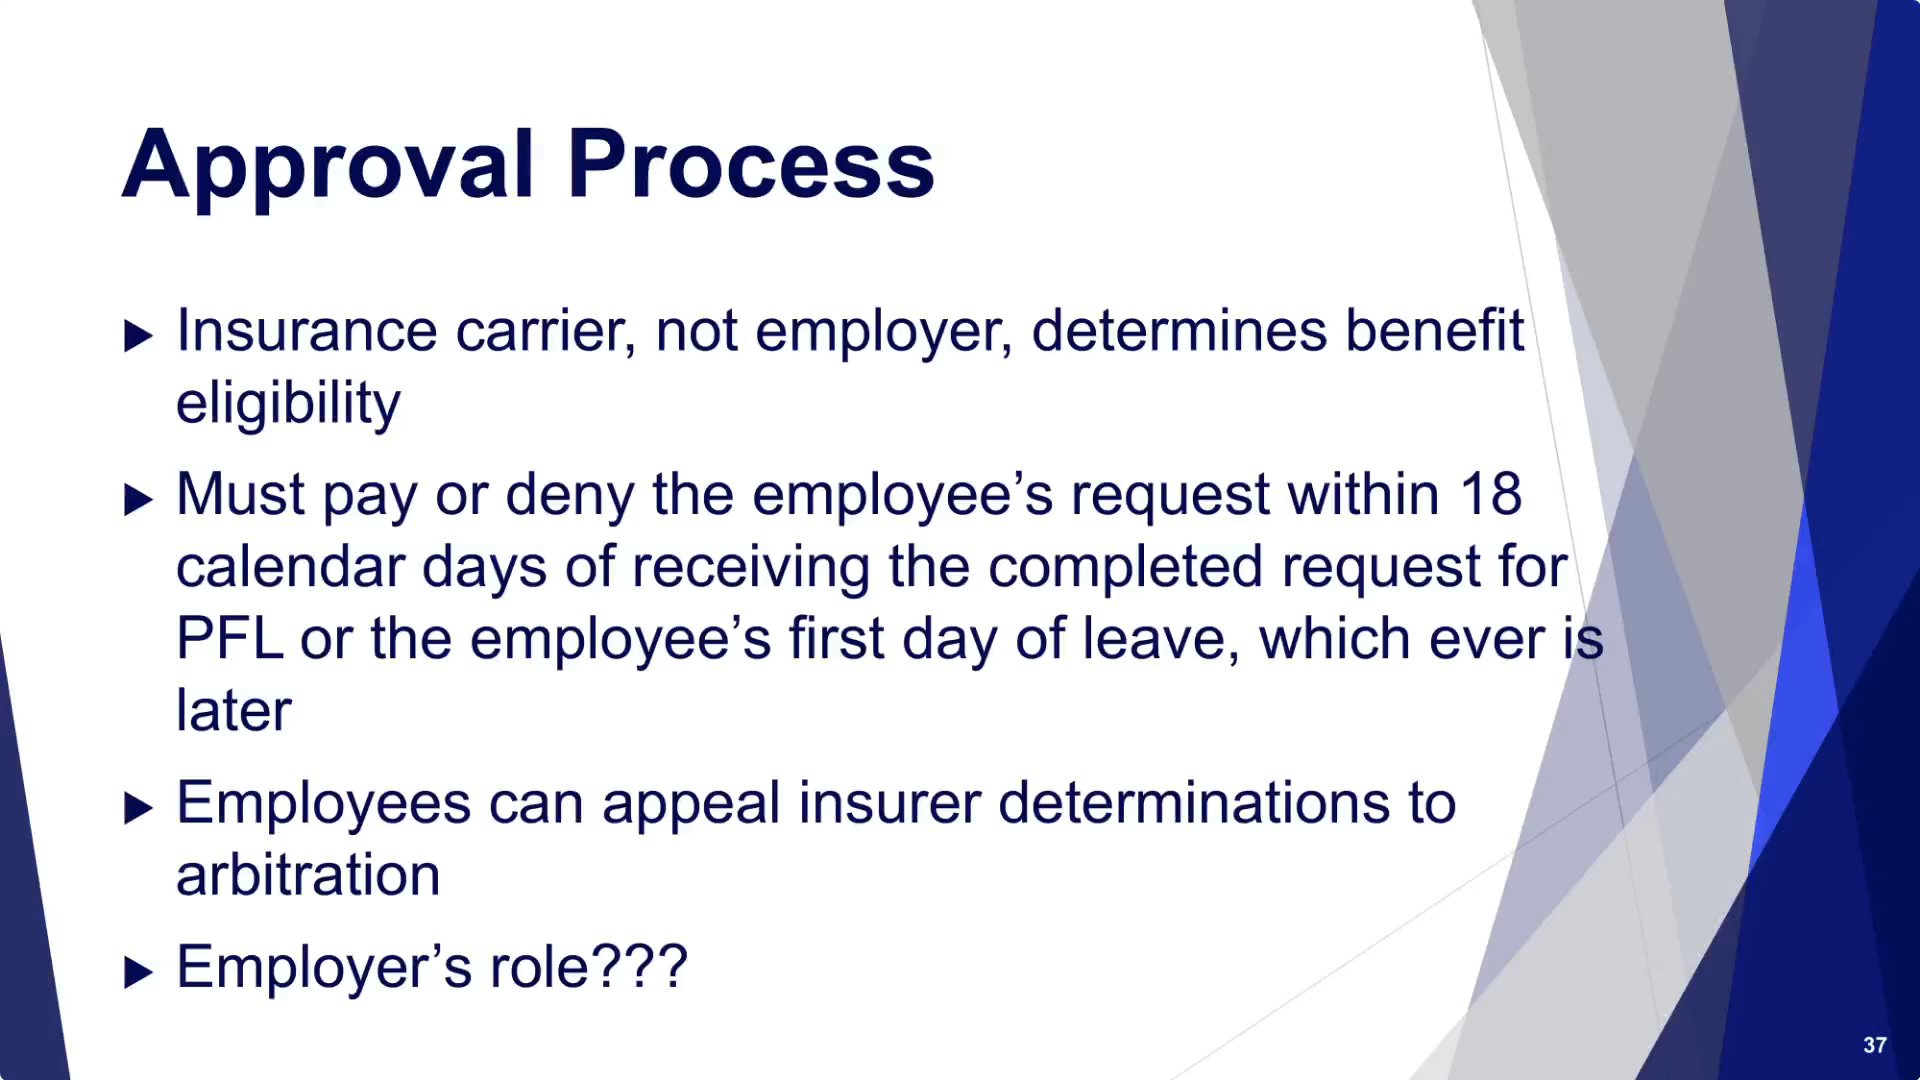 Approval Process
Insurance carrier, not employer, determines benefit
eligibility
Must pay or deny the employee’s request within 18
calendar days of receiving the completed request for
PFL or the employee’s first day of leave, which ever is
later
Employees can appeal insurer determinations to
arbitration
Employer’s role???
37